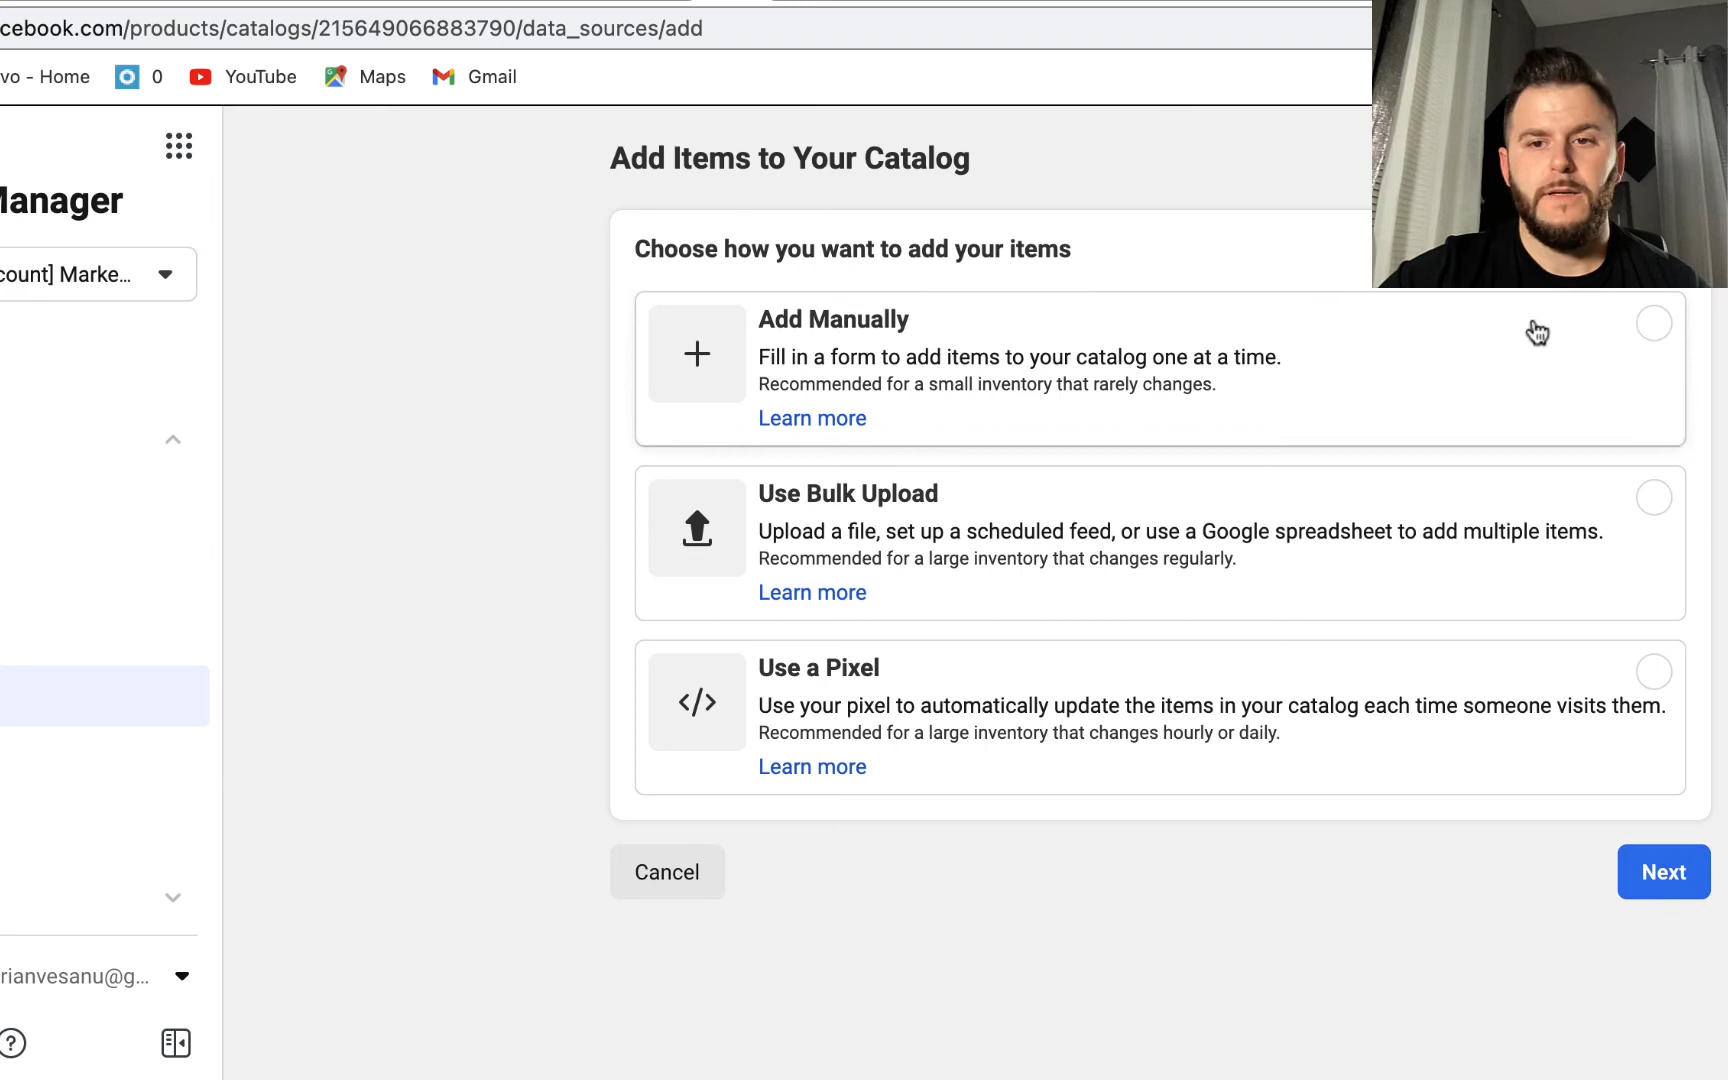 cebook.com/products/catalogs/215649066883790/data_sources/add
vo - Home 0 YouTube Maps Gmail
Manager
count] Marke...
Add Items to Your Catalog
Choose how you want to add your items
Add Manually
Fill in a form to add items to your catalog one at a time.
Recommended for a small inventory that rarely changes.
Learn more
Use Bulk Upload
Upload a file, set up a scheduled feed, or use a Google spreadsheet to add multiple items.
Recommended for a large inventory that changes regularly.
Learn more
</> Use a Pixel
Use your pixel to automatically update the items in your catalog each time someone visits them.
Recommended for a large inventory that changes hourly or daily.
Learn more
Cancel
Next
rianvesanu@g...
?